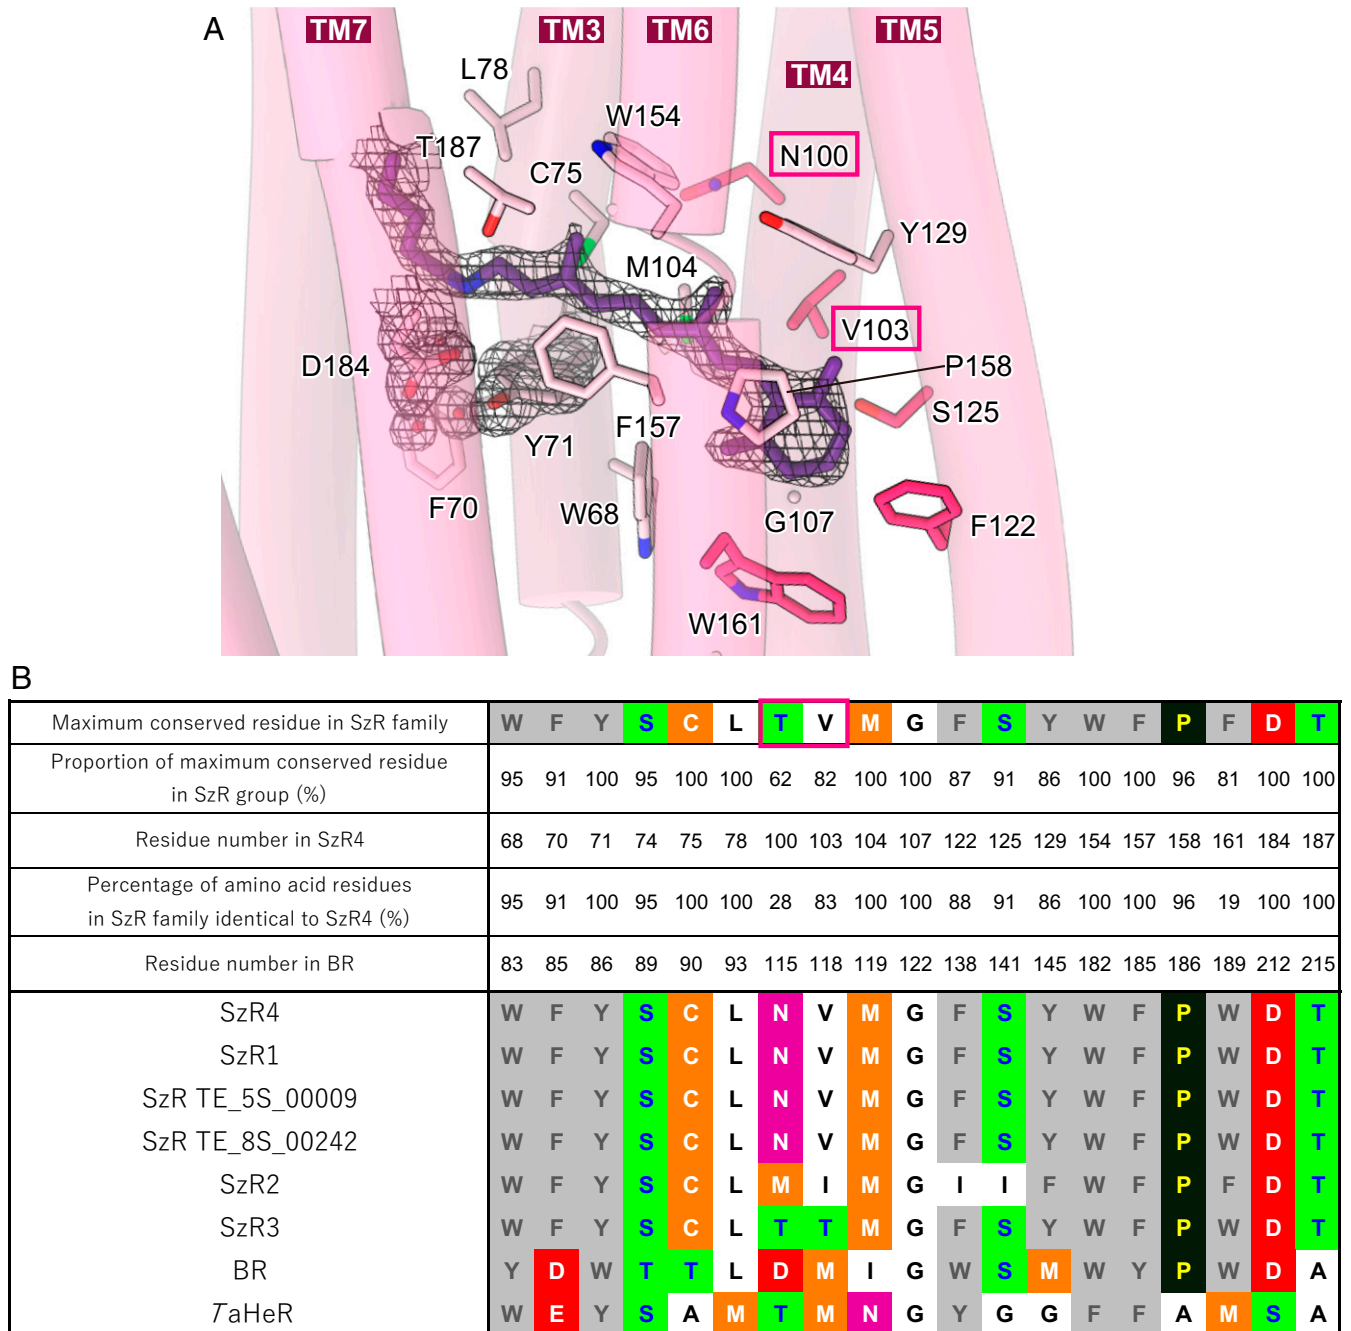 A
TM7 TM3 TM6 TM5
TM4
L78
W154
T187
N100
C75
Y129
M104
V103
D184
P158
S125
F157
Y71
F70
W68
G107
F122
W161
B
Maximum conserved residue in SzR family W F Y S C L T V M G F S Y W F P F D T
Proportion of maximum conserved residue
in SzR group (%) 95 91 100 95 100 100 62 82 100 100 87 91 86 100 100 96 81 100 100
Residue number in SzR4 68 70 71 74 75 78 100 103 104 107 122 125 129 154 157 158 161 184 187
Percentage of amino acid residues
in SzR family identical to SzR4 (%) 95 91 100 95 100 100 28 83 100 100 88 91 86 100 100 96 19 100 100
Residue number in BR 83 85 86 89 90 93 115 118 119 122 138 141 145 182 185 186 189 212 215
SzR4 W F Y S C L N V M G F S Y W F P W D T
SzR1 W F Y S C L N V M G F S Y W F P W D T
SzR TE_5S_00009 W F Y S C L N V M G F S Y W F P W D T
SzR TE_8S_00242 W F Y S C L N V M G F S Y W F P W D T
SzR2 W F Y S C L M I M G I I F W F P F D T
SzR3 W F Y S C L T T M G F S Y W F P W D T
BR Y D W T T L D M I G W S M W Y P W D A
TaHeR W E Y S A M T M N G Y G G F F A M S A